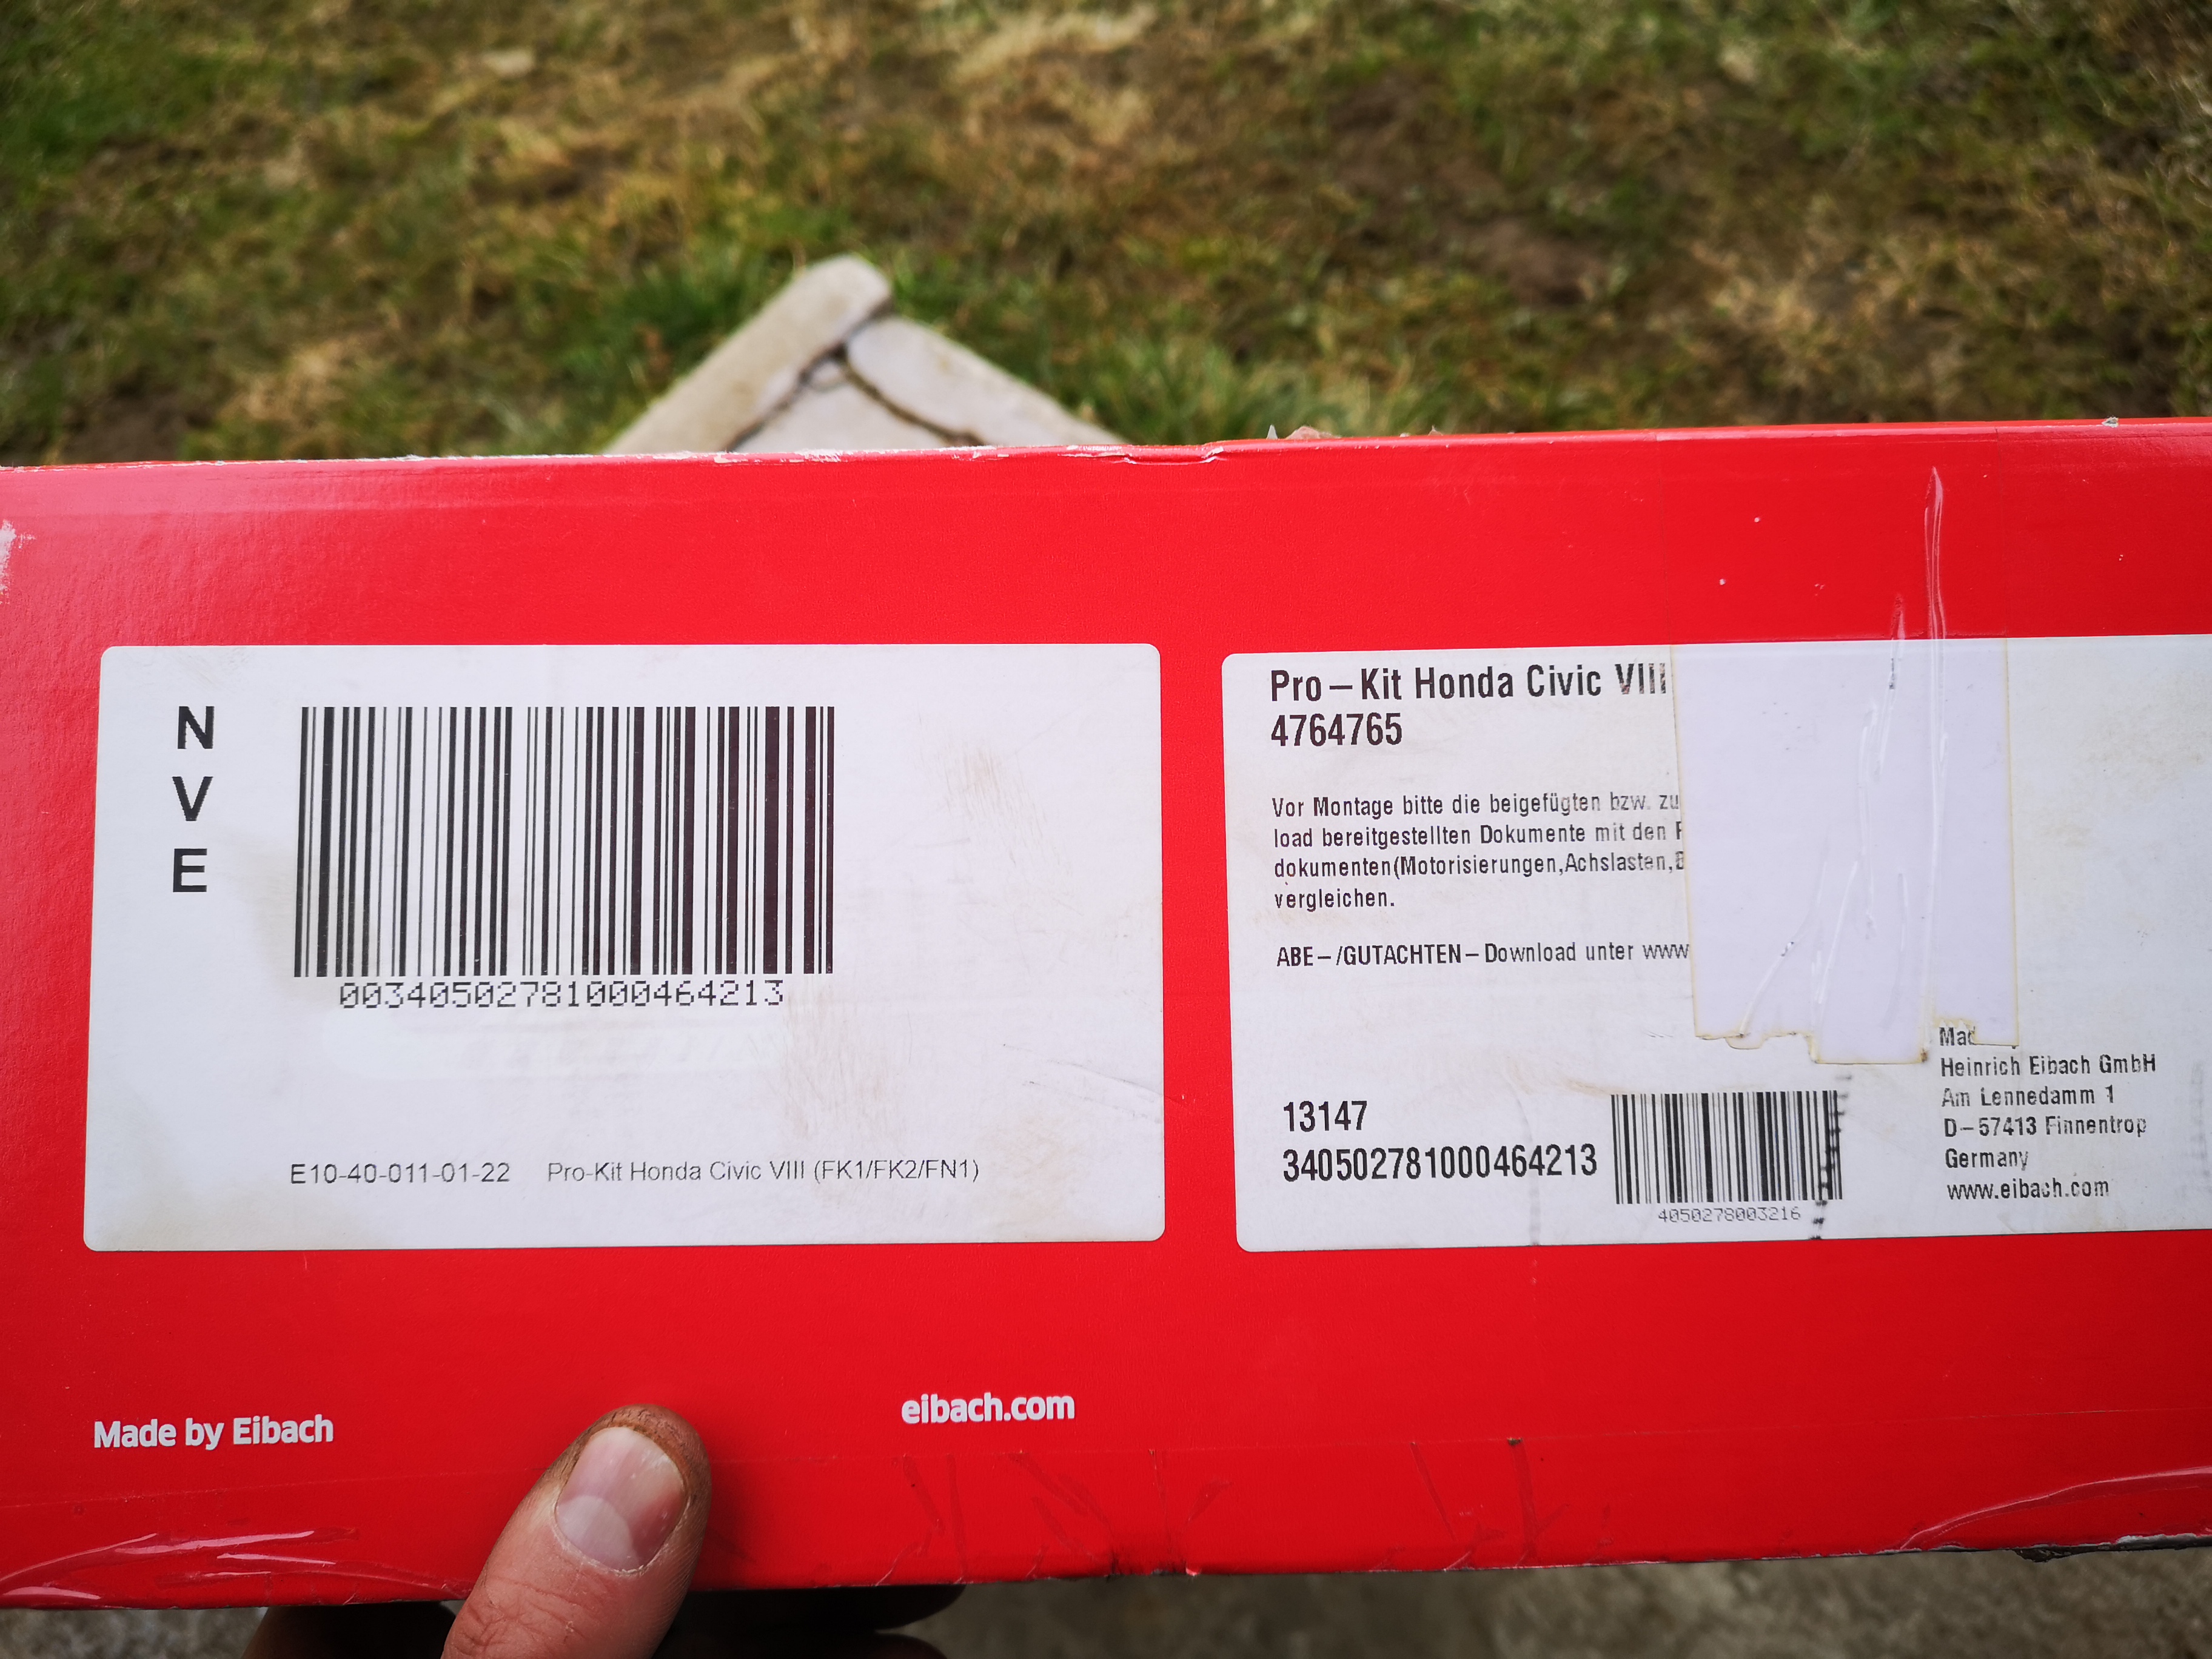 N
V
E
00340502781000464213
E10-40-011-01-22 Pro-Kit Honda Civic VIII (FK1/FK2/FN1)
Pro-Kit Honda Civic VIII
4764765
Vor Montage bitte die beigefügten bzw. zu
load bereitgestellten Dokumente mit den
dokumenten(Motorisierungen,Achslasten,
vergleichen.
ABE-/GUTACHTEN-Download unter www
13147
340502781000464213
4050278003216
Heinrich Eibach GmbH
Am Lennedamm 1
D-57413 Finnentrop
Germany
www.eibach.com
Made by Eibach
eibach.com